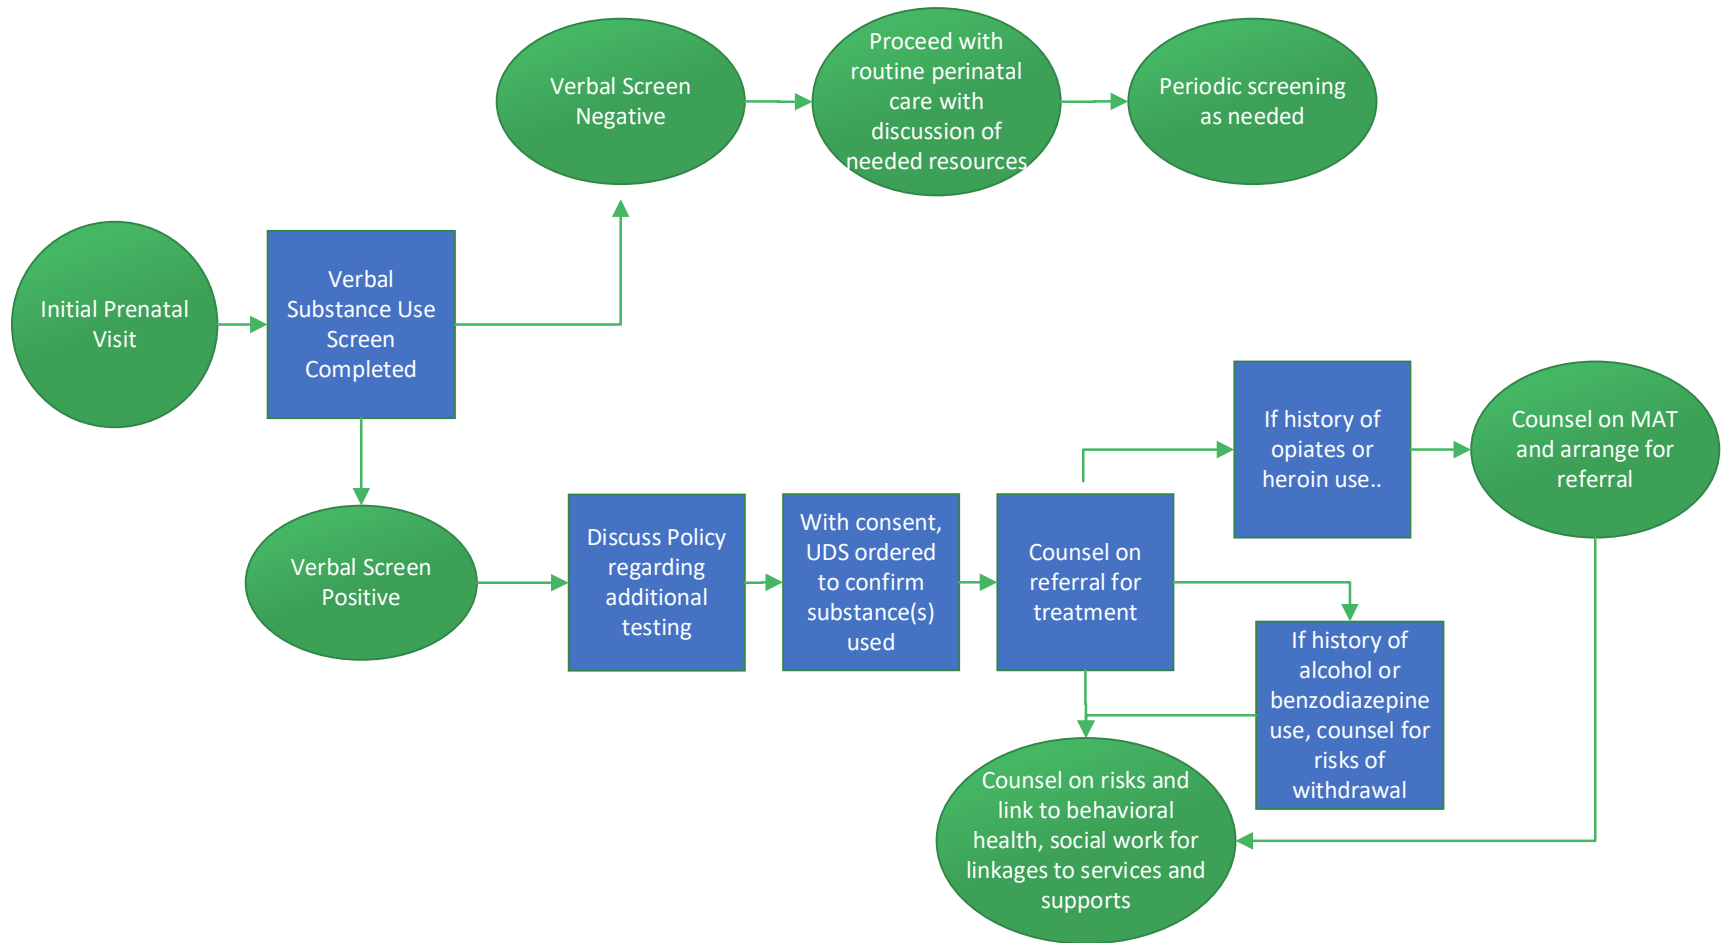 Verbal Screen
Negative
Proceed with
routine perinatal
care with
discussion of
needed resources
Periodic screening
as needed
Initial Prenatal
Visit
Verbal
Substance Use
Screen
Completed
Verbal Screen
Positive
Discuss Policy
regarding
additional
testing
With consent,
UDS ordered
to confirm
substance(s)
used
Counsel on
referral for
treatment
If history of
opiates or
heroin use..
Counsel on MAT
and arrange for
referral
If history of
alcohol or
benzodiazepine
use, counsel for
risks of
withdrawal
Counsel on risks and
link to behavioral
health, social work for
linkages to services and
supports